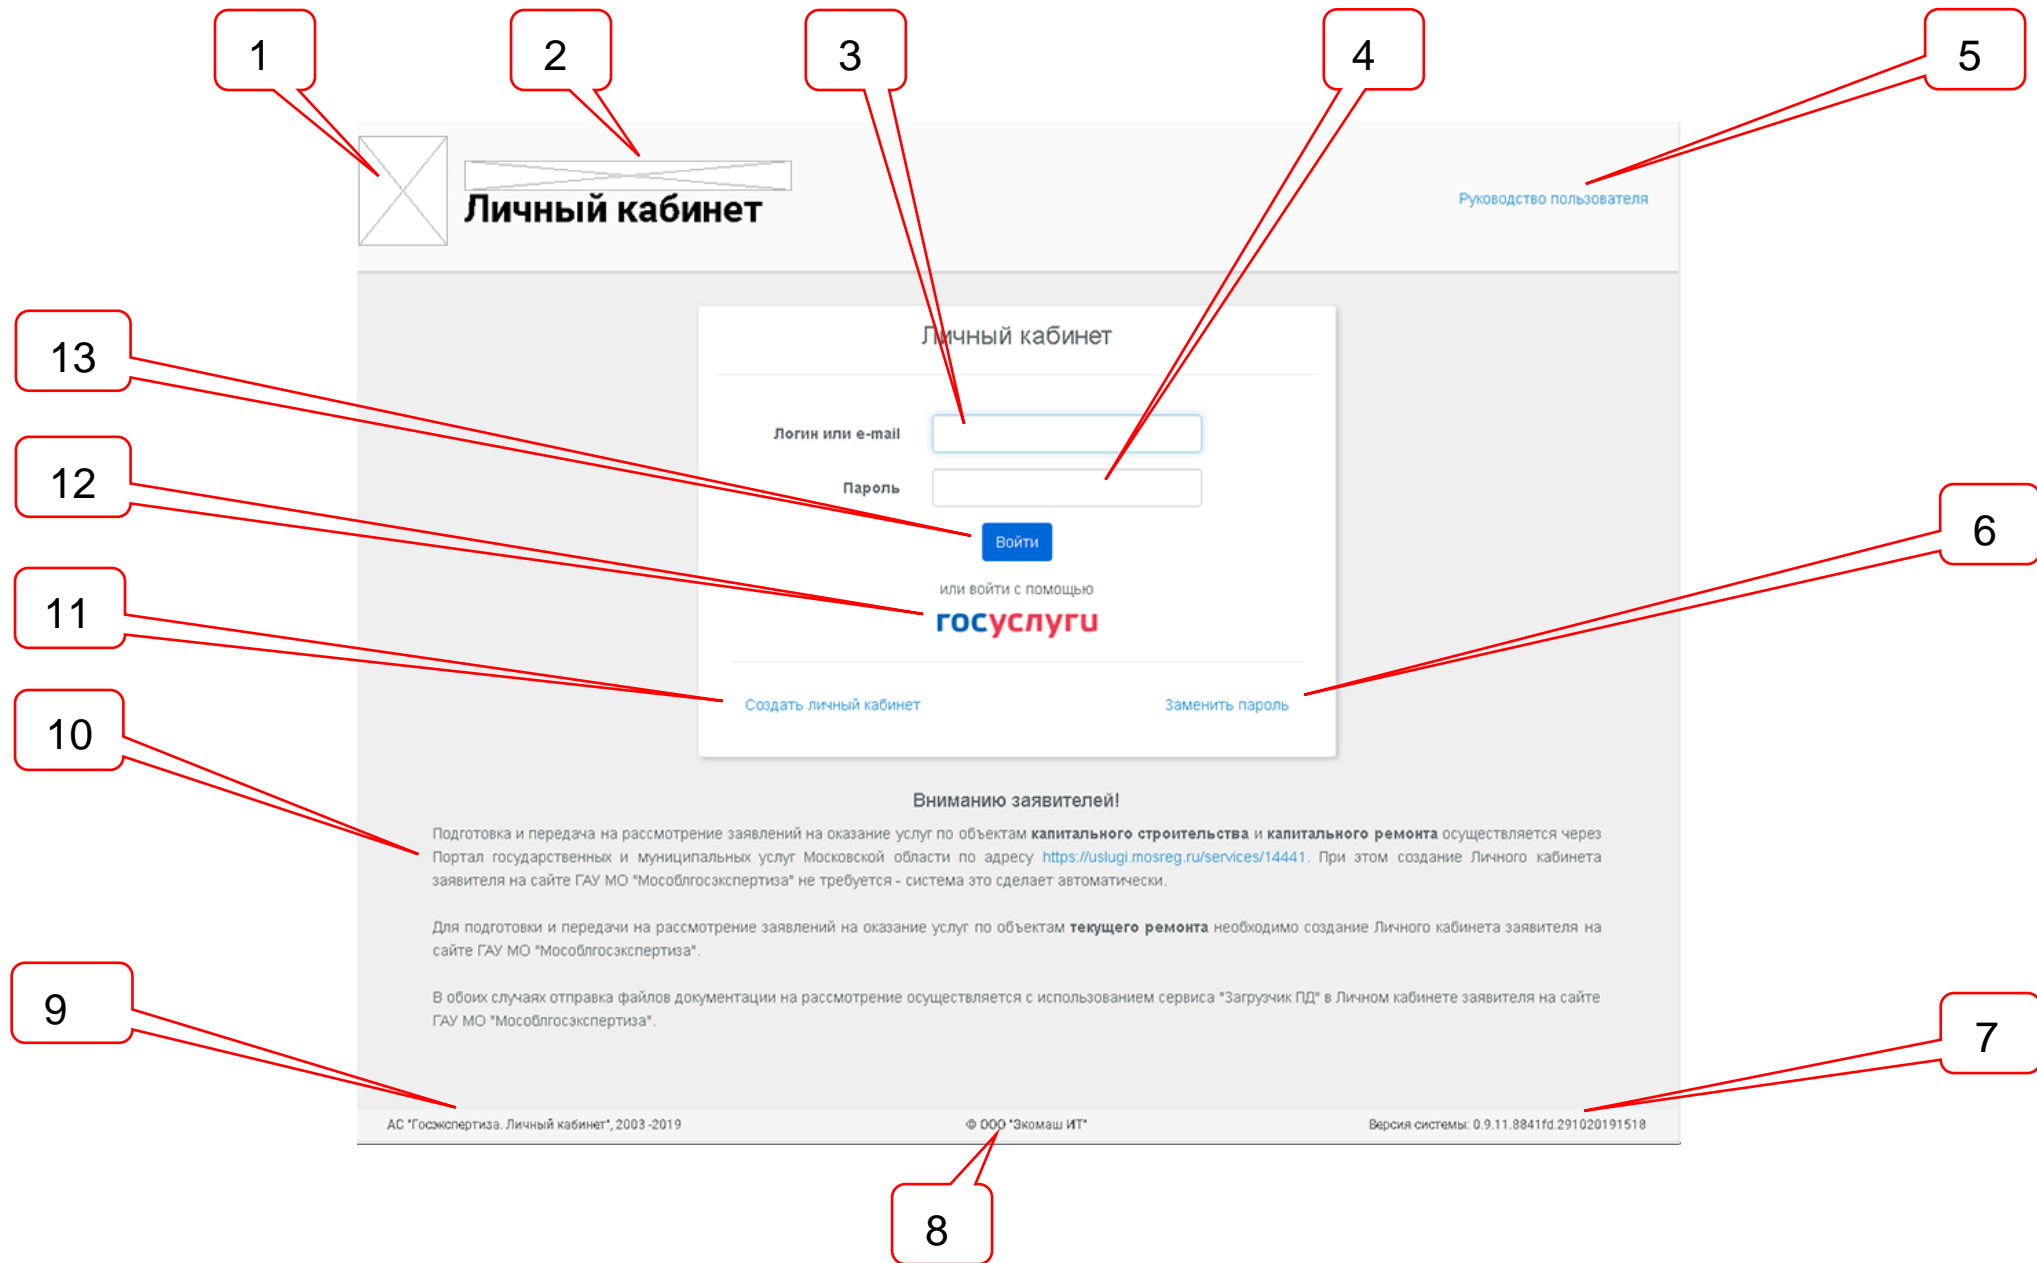 1
2
3
4
5
Личный кабинет
Руководство пользователя
Личный кабинет
13
Логин или e-mail
12
Пароль
6
Войти
или войти с помощью
11
госуслуги
Создать личный кабинет
Заменить пароль
10
Вниманию заявителей!
Подготовка и передача на рассмотрение заявлений на оказание услуг по объектам капитального строительства и капитального ремонта осуществляется через
Портал государственных и муниципальных услуг Московской области по адресу https://uslugi.mosreg.ru/services/14441. При этом создание Личного кабинета
заявителя на сайте ГАУ МО "Мособлгосэкспертиза" не требуется - система это сделает автоматически.
Для подготовки и передачи на рассмотрение заявлений на оказание услуг по объектам текущего ремонта необходимо создание Личного кабинета заявителя на
сайте ГАУ МО "Мособлгосэкспертиза".
9
В обоих случаях отправка файлов документации на рассмотрение осуществляется с использованием сервиса "Загрузчик ПД" в Личном кабинете заявителя на сайте
ГАУ МО "Мособлгосэкспертиза".
7
АС "Госэкспертиза. Личный кабинет", 2003 -2019
© ООО "Экомаш ИТ"
Версия системы: 0.9.11.8841fd.291020191518
8